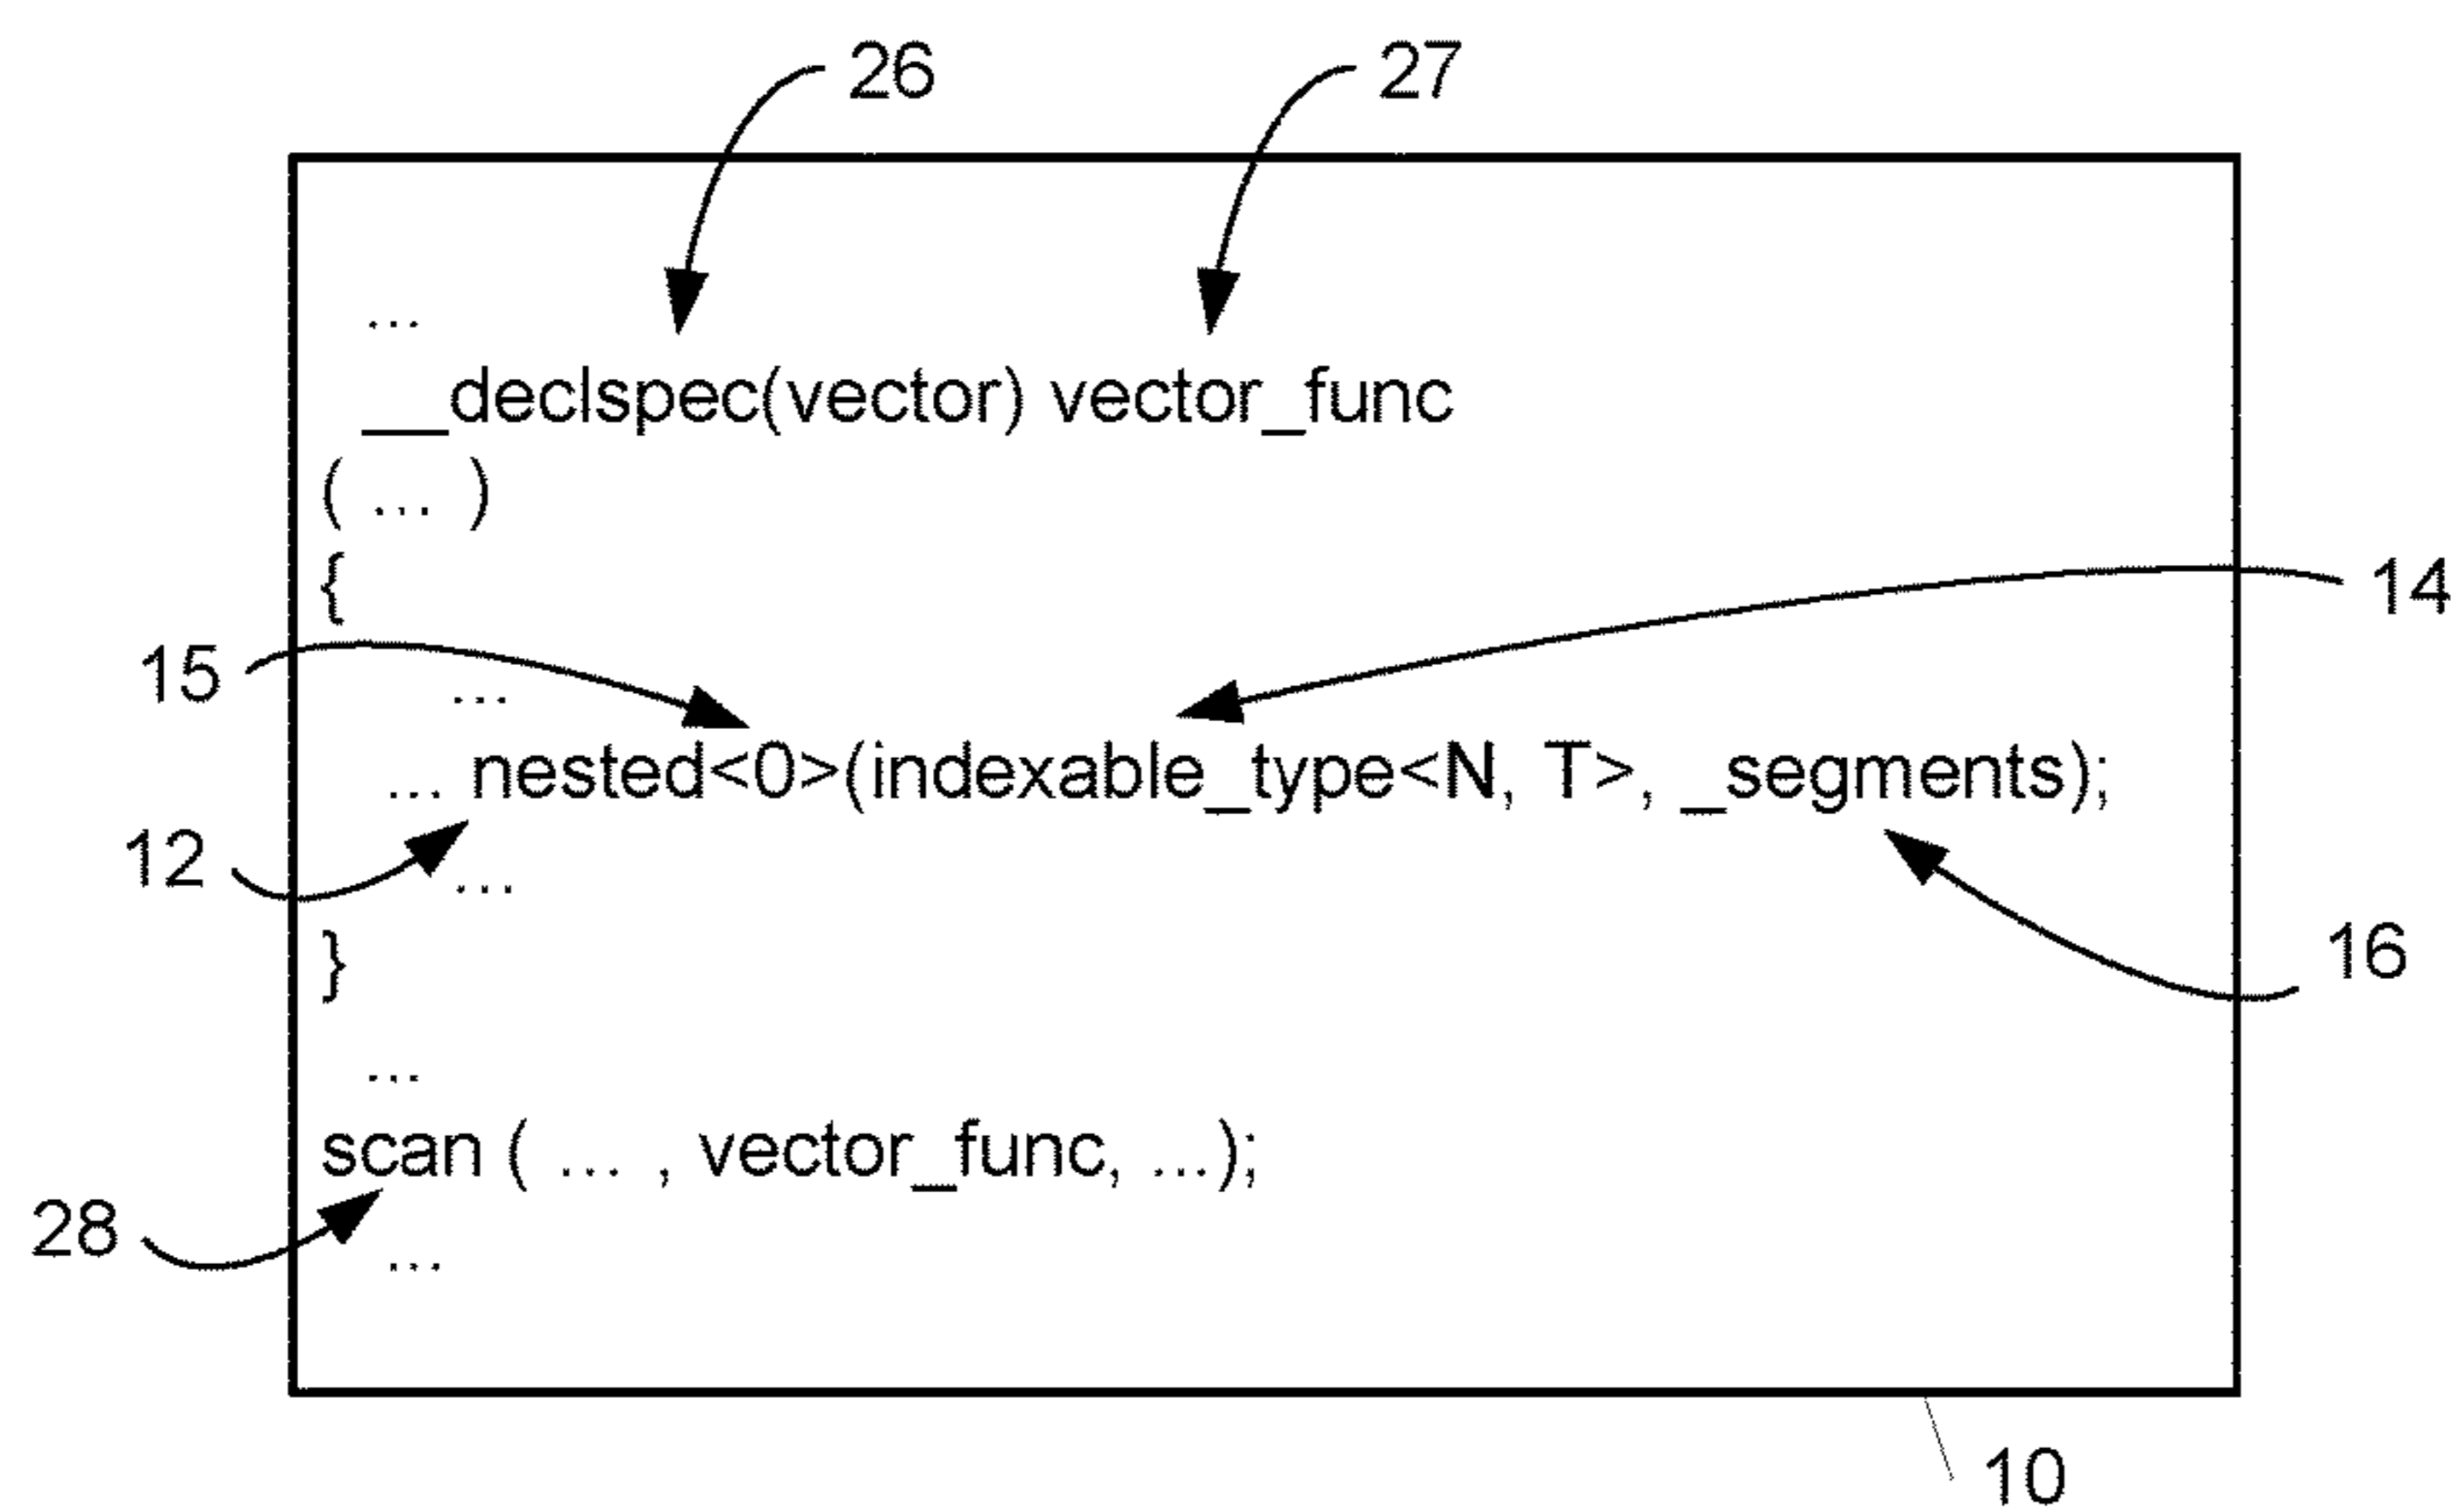 26 27
...
__declspec(vector) vector_func
( ... )
{
14
15 ...
... nested<0>(indexable_type<N, T>, _segments);
12 ...
} 16
...
scan ( ... , vector_func, ...);
28 ...
10